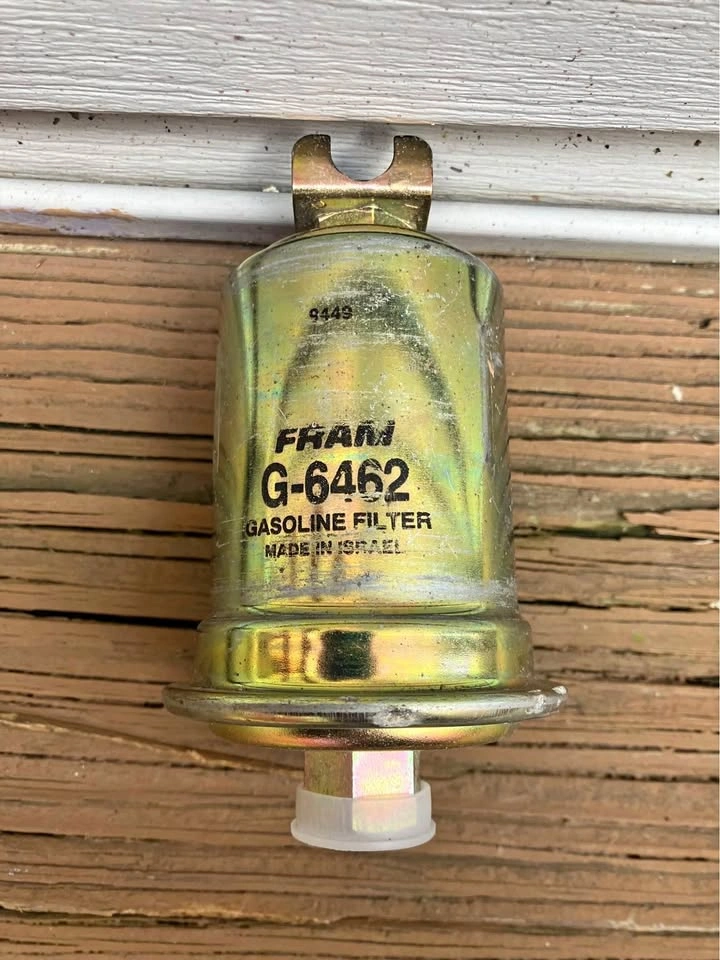 9449
FRAM
G-6462
GASOLINE FILTER
MADE IN ISRAEL